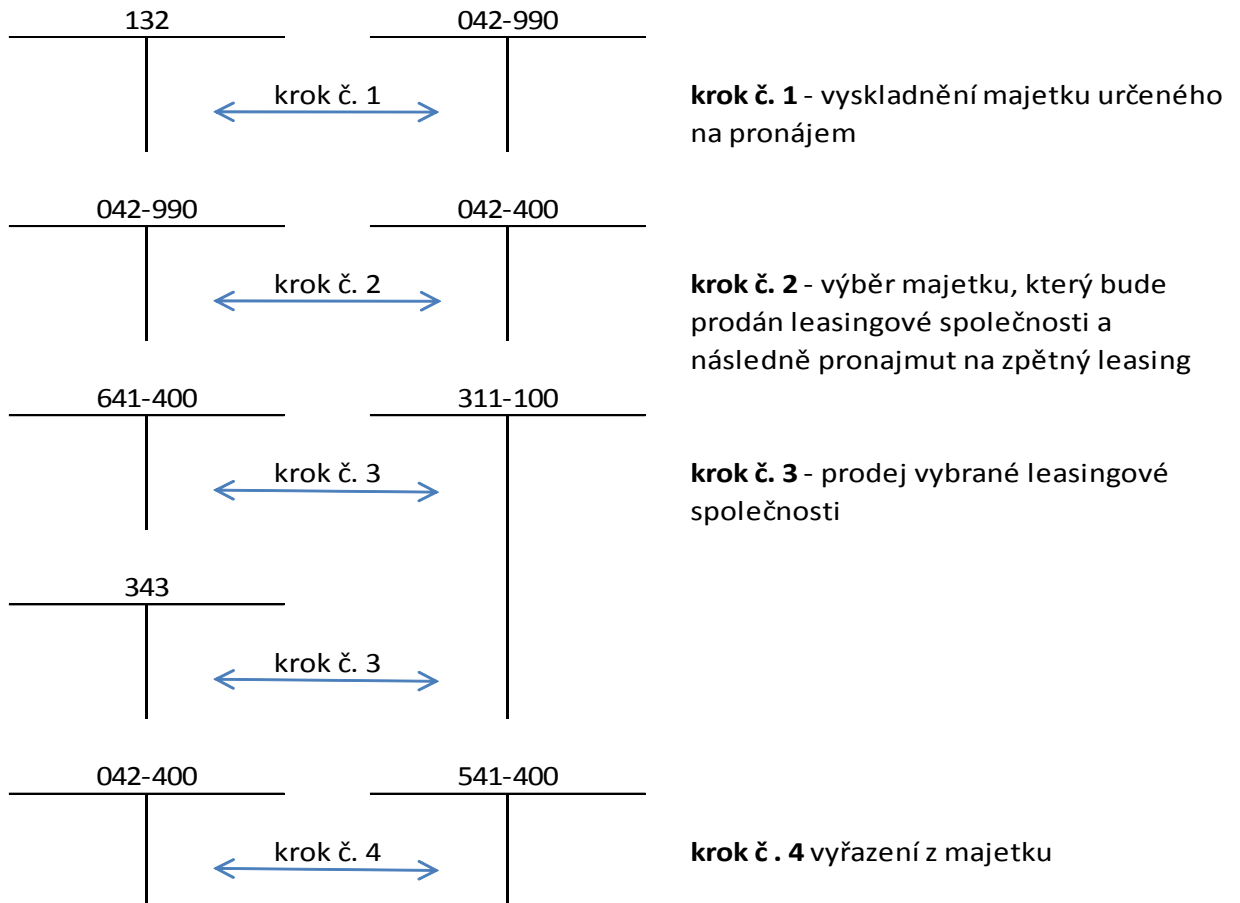 132 042-990
krok č. 1 krok č. 1 - vyskladnění majetku určeného
na pronájem
042-990 042-400
krok č. 2 krok č. 2 - výběr majetku, který bude
prodán leasingové společnosti a
následně pronajmut na zpětný leasing
641-400 311-100
krok č. 3 krok č. 3 - prodej vybrané leasingové
společnosti
343
krok č. 3
042-400 541-400
krok č. 4 krok č . 4 vyřazení z majetku